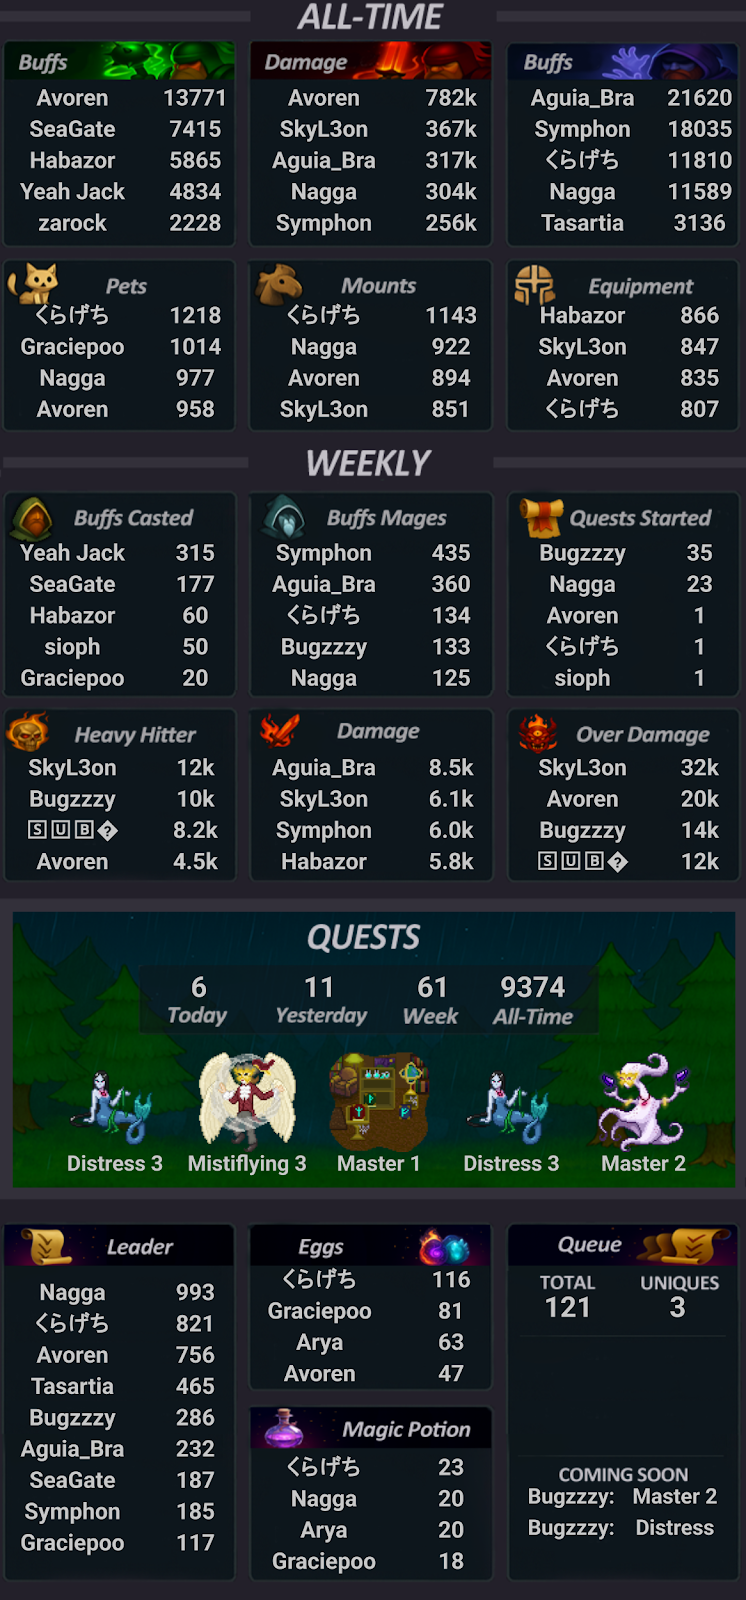 ALL-TIME
Buffs
Avoren 13771
SeaGate 7415
Habazor 5865
Yeah Jack 4834
zarock 2228
Damage
Avoren 782k
SkyL3on 367k
Aguia_Bra 317k
Nagga 304k
Symphon 256k
Buffs
Aguia_Bra 21620
Symphon 18035
くらげち 11810
Nagga 11589
Tasartia 3136
Pets
くらげち 1218
Graciepoo 1014
Nagga 977
Avoren 958
Mounts
くらげち 1143
Nagga 922
Avoren 894
SkyL3on 851
Equipment
Habazor 866
SkyL3on 847
Avoren 835
くらげち 807
WEEKLY
Buffs Casted
Yeah Jack 315
SeaGate 177
Habazor 60
sioph 50
Graciepoo 20
Buffs Mages
Symphon 435
Aguia_Bra 360
くらげち 134
Bugzzzy 133
Nagga 125
Quests Started
Bugzzzy 35
Nagga 23
Avoren 1
くらげち 1
sioph 1
Heavy Hitter
SkyL3on 12k
Bugzzzy 10k
🅂🅄🄱� 8.2k
Avoren 4.5k
Damage
Aguia_Bra 8.5k
SkyL3on 6.1k
Symphon 6.0k
Habazor 5.8k
Over Damage
SkyL3on 32k
Avoren 20k
Bugzzzy 14k
🅂🅄🄱� 12k
QUESTS
6 11 61 9374
Today Yesterday Week All-Time
Distress 3 Mistiflying 3 Master 1 Distress 3 Master 2
Leader
Nagga 993
くらげち 821
Avoren 756
Tasartia 465
Bugzzzy 286
Aguia_Bra 232
SeaGate 187
Symphon 185
Graciepoo 117
Eggs
くらげち 116
Graciepoo 81
Arya 63
Avoren 47
Magic Potion
くらげち 23
Nagga 20
Arya 20
Graciepoo 18
Queue
TOTAL UNIQUES
121 3
COMING SOON
Bugzzzy: Master 2
Bugzzzy: Distress